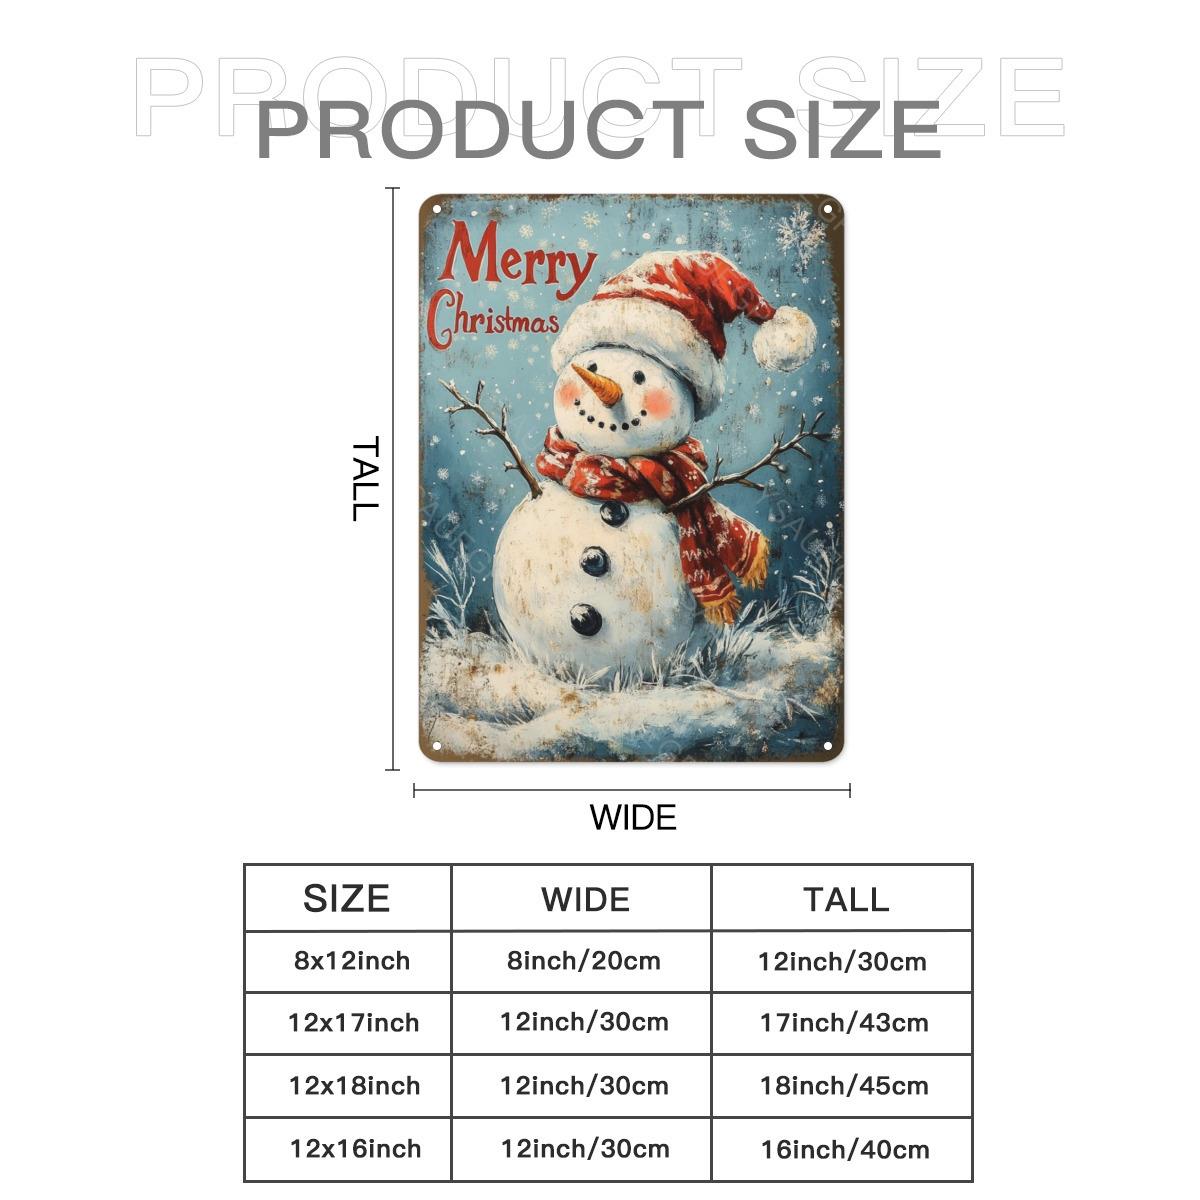 PRODUCT SIZE
PRODUCT SIZE
Merry
Christmas
TALL
WIDE
SIZE WIDE TALL
8x12inch 8inch/20cm 12inch/30cm
12x17inch 12inch/30cm 17inch/43cm
12x18inch 12inch/30cm 18inch/45cm
12x16inch 12inch/30cm 16inch/40cm